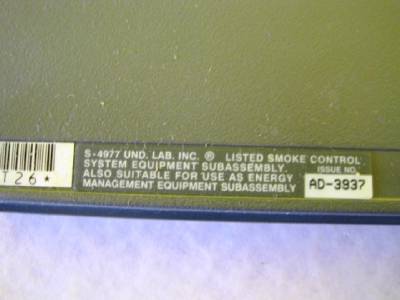 S-4977 UND. LAB. INC. ® LISTED SMOKE CONTROL
SYSTEM EQUIPMENT SUBASSEMBLY.
ISSUE NO.
ALSO SUITABLE FOR USE AS ENERGY
MANAGEMENT EQUIPMENT SUBASSEMBLY
AD-3937
T26*